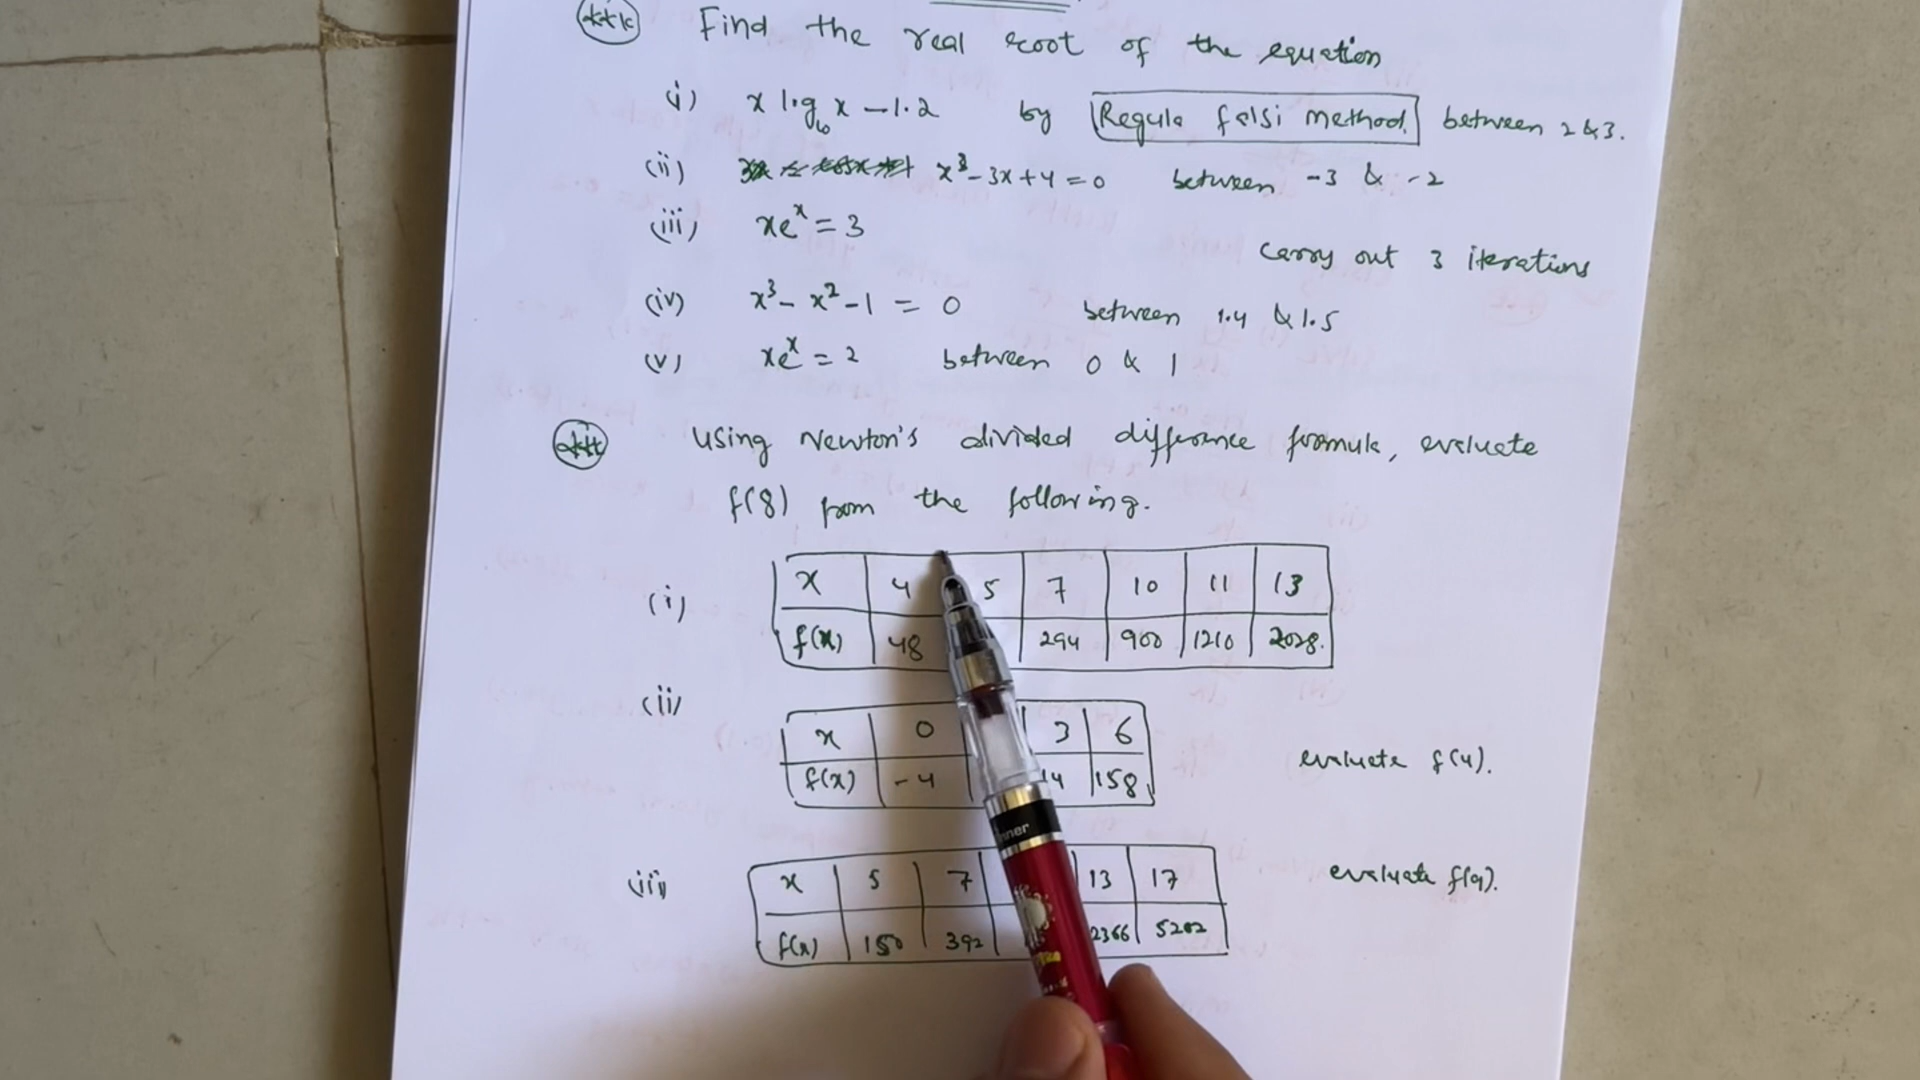 Find the real root of the equation
(i) x log₁₀ x - 1.2 by Regula falsi method. between 2 & 3.
(ii) x³ - 3x + 4 = 0 between -3 & -2
(iii) xeˣ = 3
carry out 3 iterations
(iv) x³ - x² - 1 = 0 between 1.4 & 1.5
(v) xeˣ = 2 between 0 & 1
Using Newton's divided difference formula, evaluate
f(8) from the following.
(i) x 4 5 7 10 11 13
f(x) 48 294 900 1210 2028.
(ii) x 0 3 6
f(x) -4 14 158
evaluate f(4).
(iii) x 5 7 13 17
f(x) 150 392 2366 5202
evaluate f(9).
nner